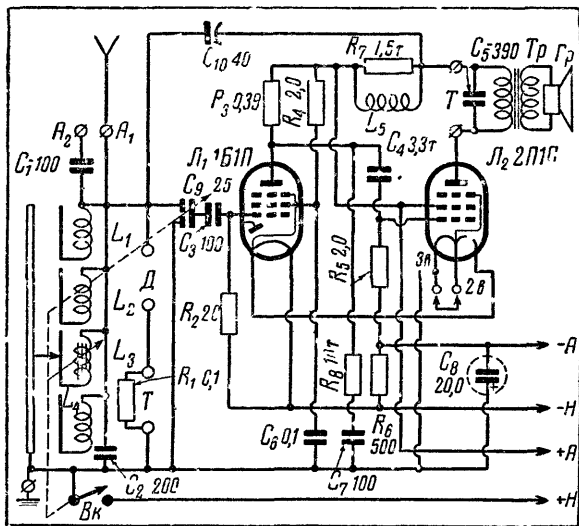 C₁₀ 40
R₇ 1,5т
C₅ 390
Тр
Гр
A₂
A₁
R₃ 0,39
R₄ 2,0
L₅
T
C₁ 100
Л₁ 1Б1П
C₄ 3,3т
Л₂ 2П1С
C₉
25
L₁
C₃ 100
Д
R₅ 2,0
3в
2в
L₂
R₂ 20
L₃
R₁ 0,1
R₈
-А
C₈
20,0
L₄
T
-Н
C₆ 0,1
R₆
500
+А
C₂ 200
C₇ 100
Вк
+Н